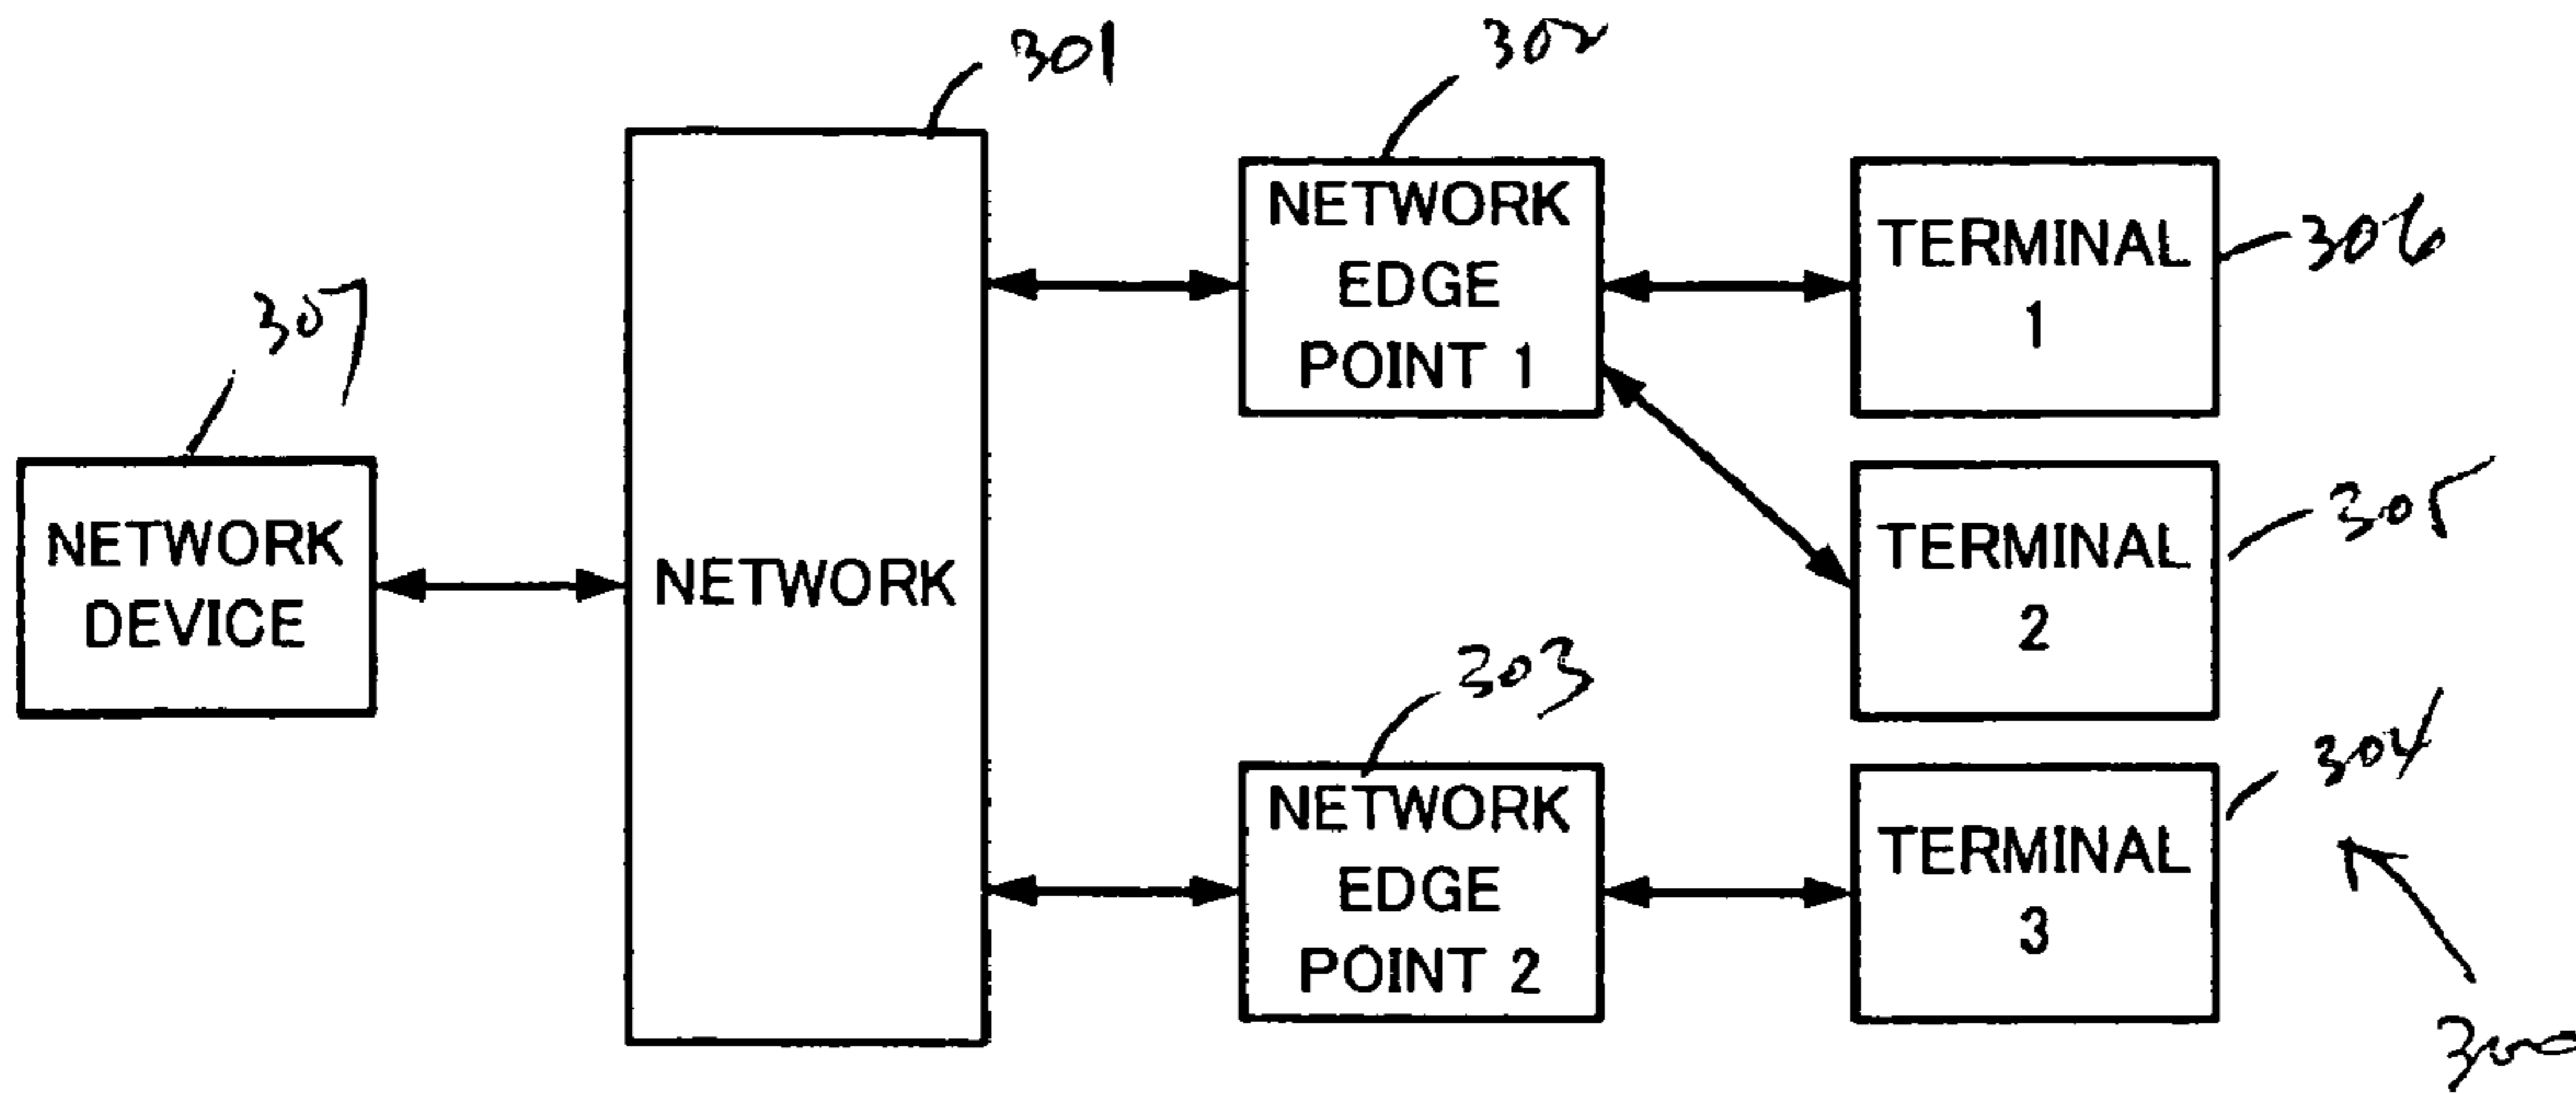 301
302
NETWORK
EDGE
POINT 1
TERMINAL
1
306
307
NETWORK
DEVICE
NETWORK
TERMINAL
2
305
303
NETWORK
EDGE
POINT 2
TERMINAL
3
304
300